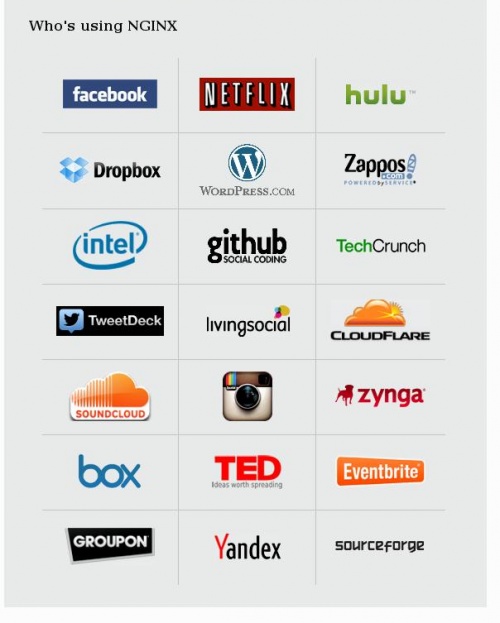 Who's using NGINX
facebook
NETFLIX
hulu™
Dropbox
WORDPRESS.COM
Zappos
.com
POWERED by SERVICE®
intel
github
SOCIAL CODING
TechCrunch
TweetDeck
livingsocial
CLOUDFLARE
SOUNDCLOUD
zynga
box
TED
Ideas worth spreading
Eventbrite
GROUPON
Yandex
sourceforge